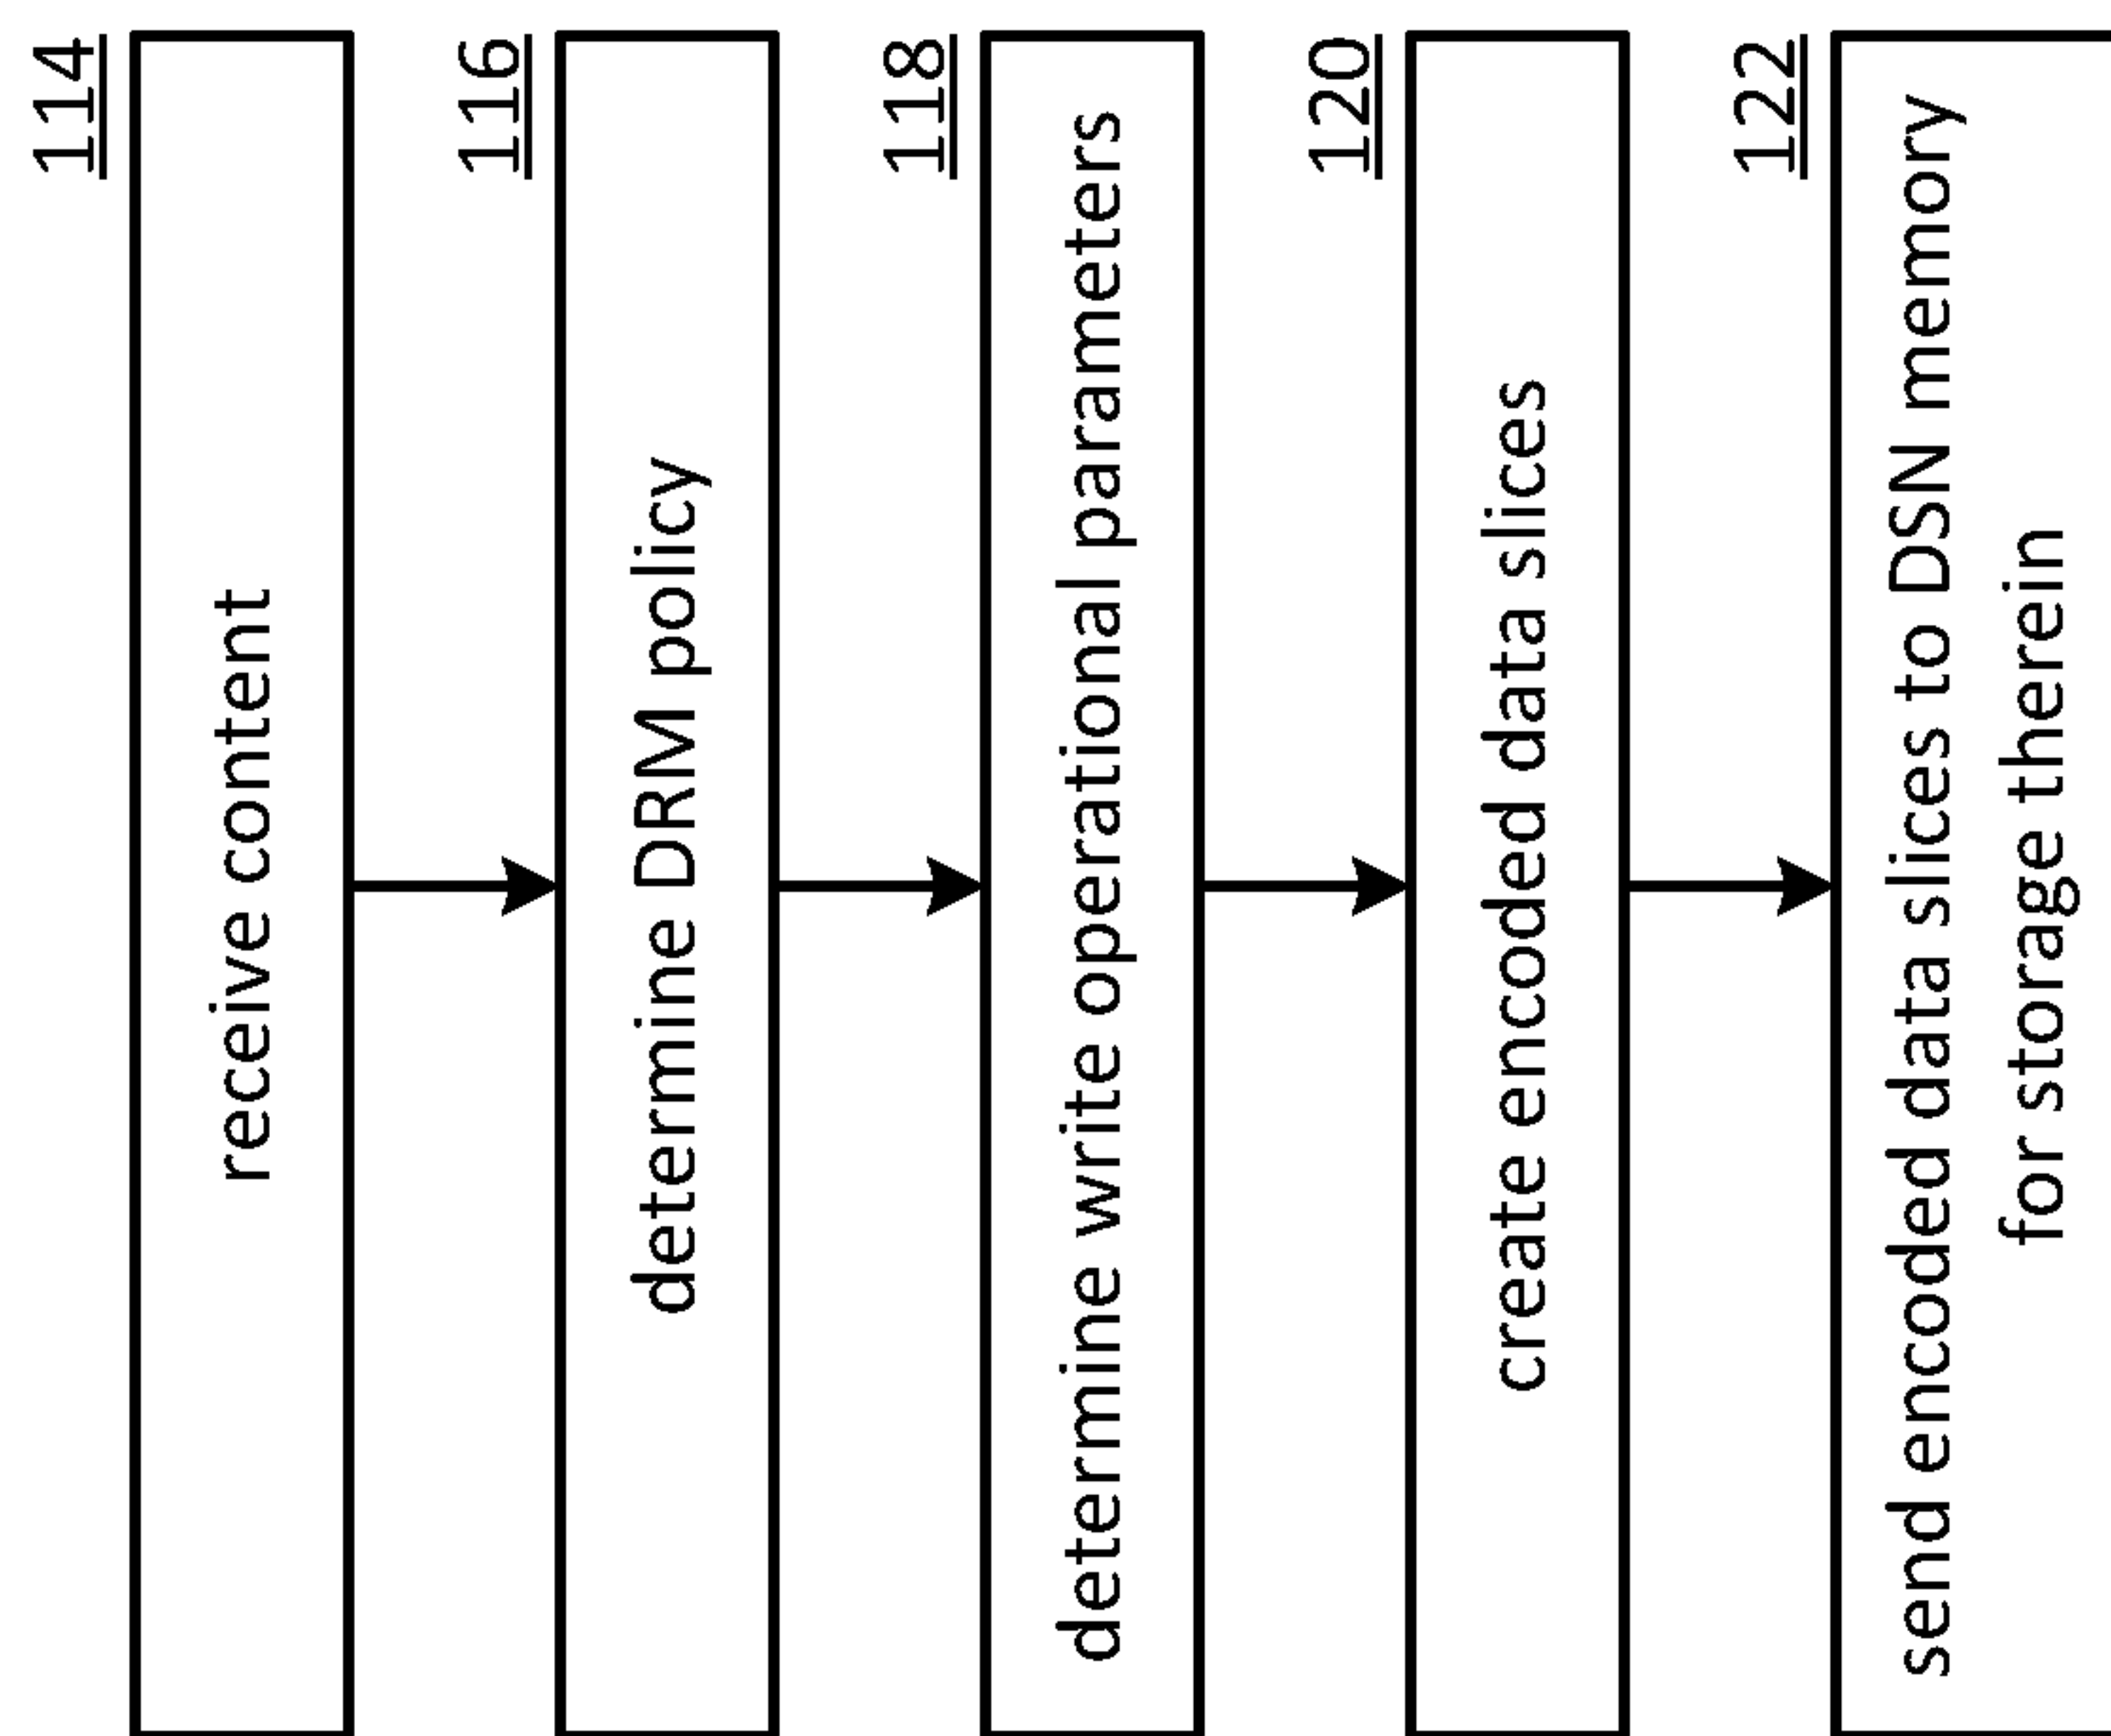 114
receive content
116
determine DRM policy
118
determine write operational parameters
120
create encoded data slices
122
send encoded data slices to DSN memory
for storage therein